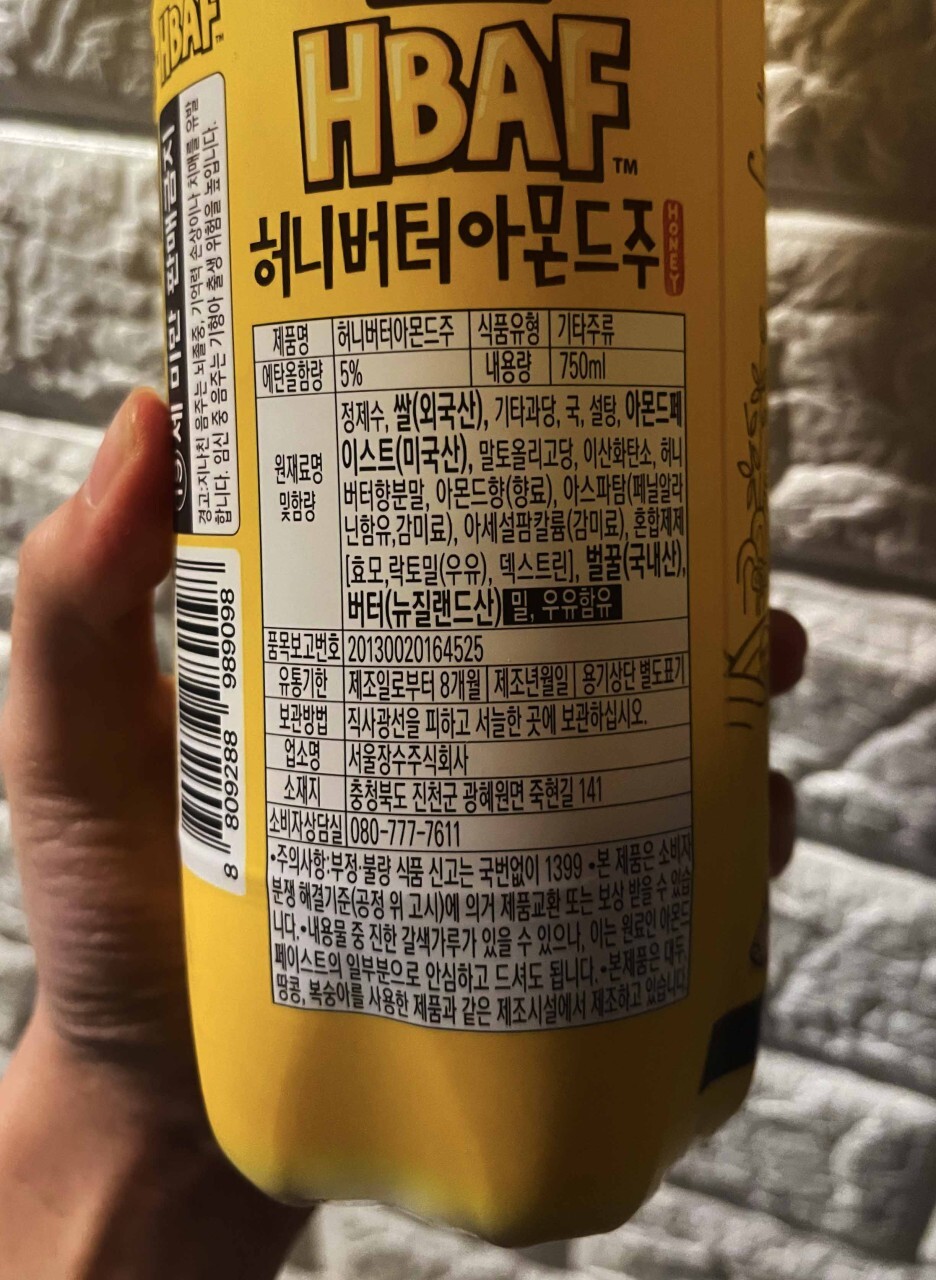 HBAF™
HBAF™
허니버터아몬드주
HONEY
제품명 허니버터아몬드주 식품유형 기타주류
에탄올함량 5% 내용량 750ml
원재료명
및함량
정제수, 쌀(외국산), 기타과당, 국, 설탕, 아몬드페
이스트(미국산), 말토올리고당, 이산화탄소, 허니
버터향분말, 아몬드향(향료), 아스파탐(페닐알라
닌함유,감미료), 아세설팜칼륨(감미료), 혼합제제
[효모,락토밀(우유), 덱스트린], 벌꿀(국내산),
버터(뉴질랜드산) 밀, 우유함유
품목보고번호 20130020164525
유통기한 제조일로부터 8개월 제조년월일 용기상단 별도표기
보관방법 직사광선을 피하고 서늘한 곳에 보관하십시오.
업소명 서울장수주식회사
소재지 충청북도 진천군 광혜원면 죽현길 141
소비자상담실 080-777-7611
•주의사항:부정·불량 식품 신고는 국번없이 1399 •본 제품은 소비자
분쟁 해결기준(공정 위 고시)에 의거 제품교환 또는 보상 받을 수 있습
니다.•내용물 중 진한 갈색가루가 있을 수 있으나, 이는 원료인 아몬드
페이스트의 일부분으로 안심하고 드셔도 됩니다.•본제품은 대두,
땅콩, 복숭아를 사용한 제품과 같은 제조시설에서 제조하고 있습니다.
19세 미만 판매금지
경고:지나친 음주는 뇌졸중, 기억력 손상이나 치매를 유발
합니다. 임신 중 음주는 기형아 출생 위험을 높입니다.
8 809288 989098